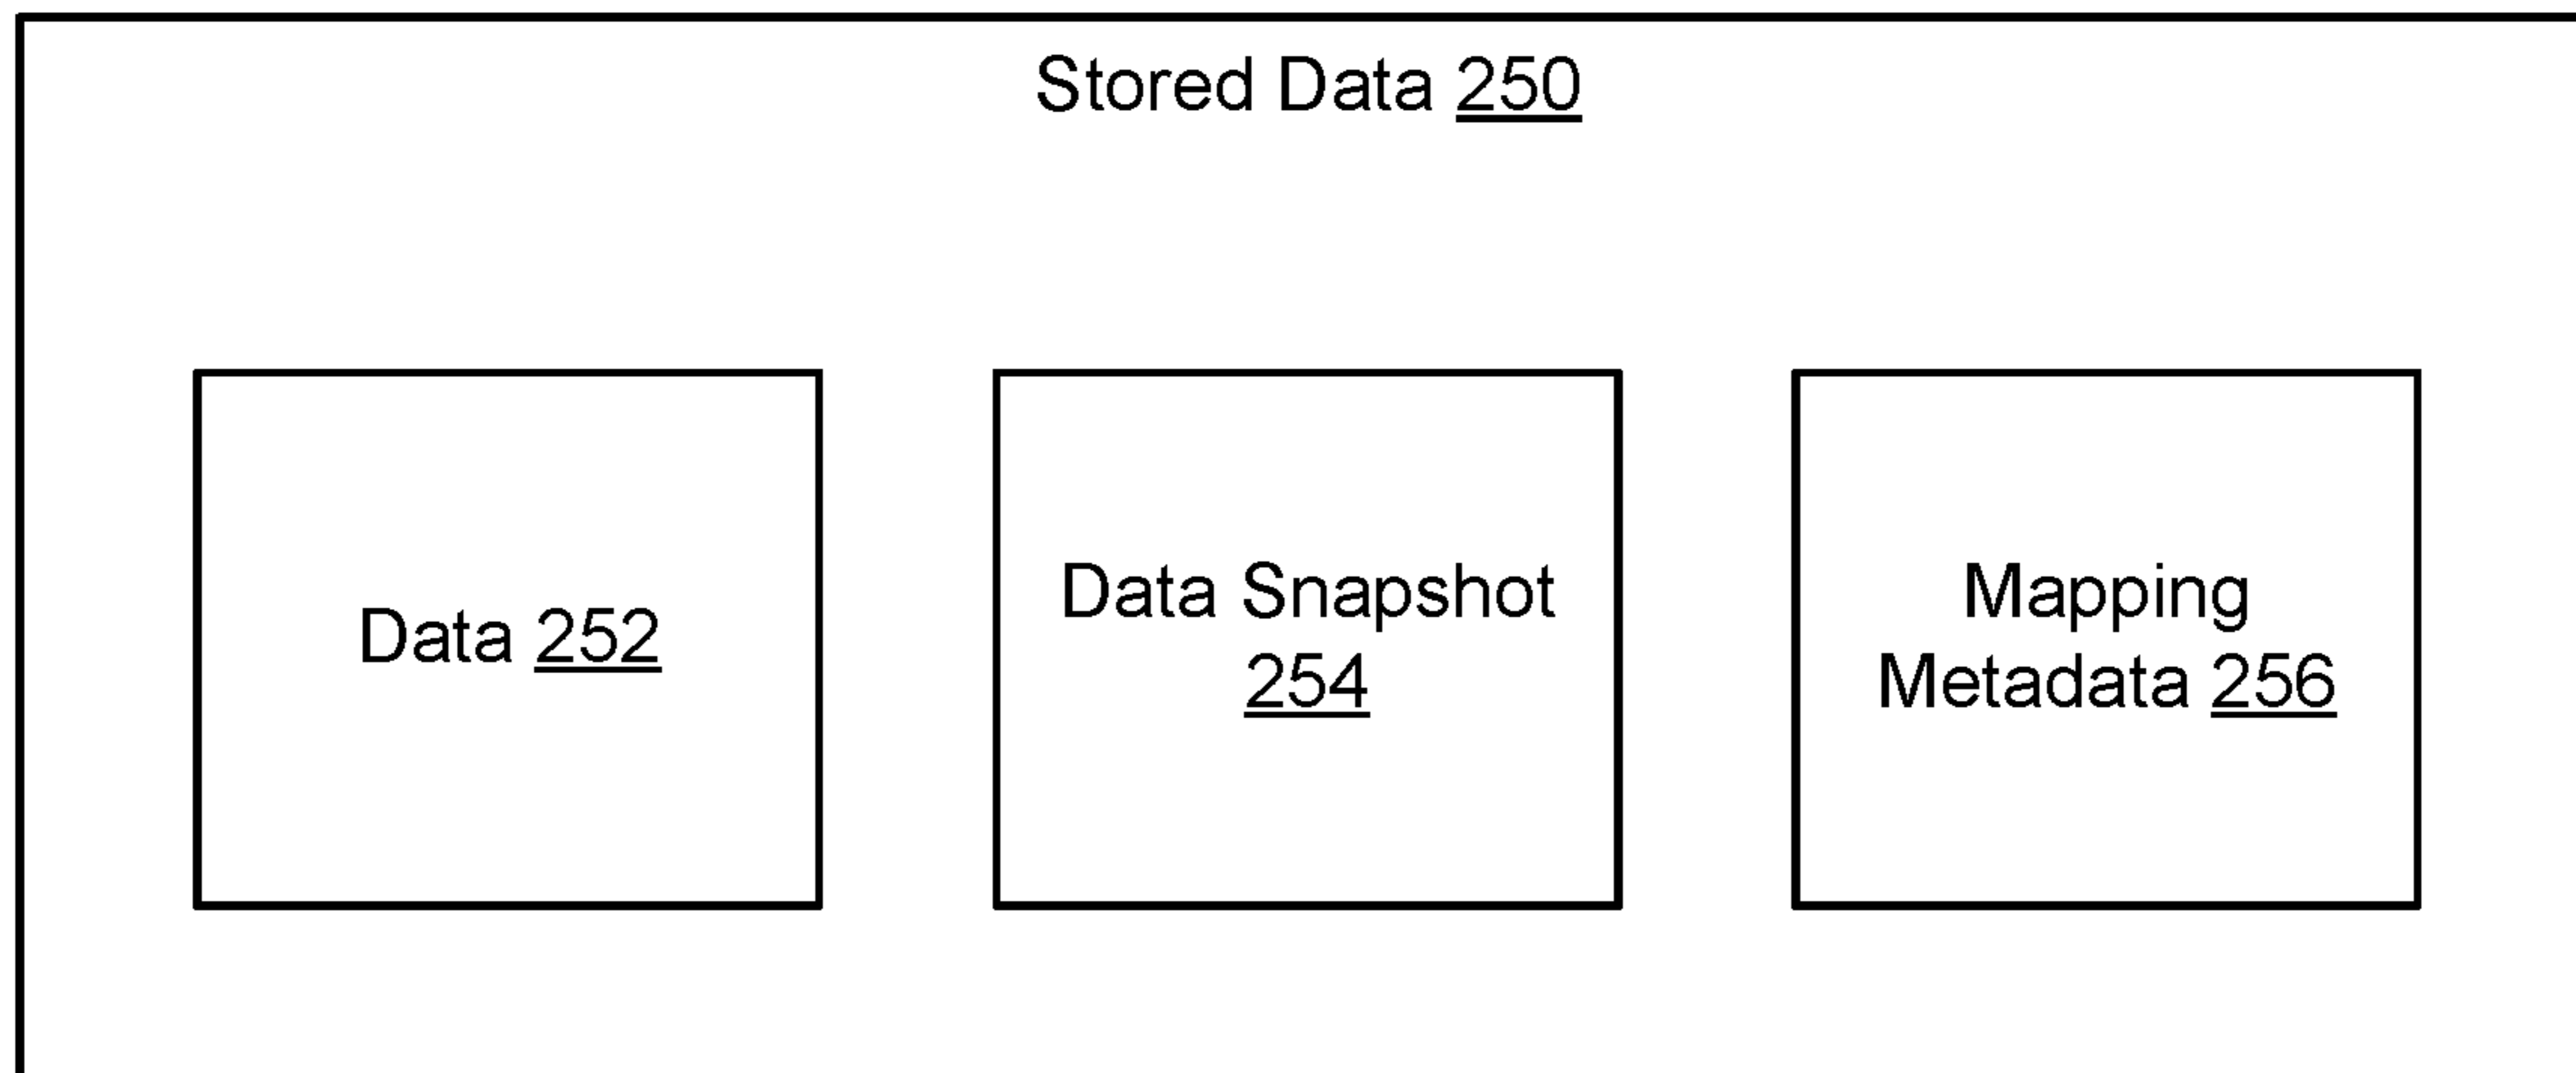 Stored Data 250
Data 252
Data Snapshot
254
Mapping
Metadata 256